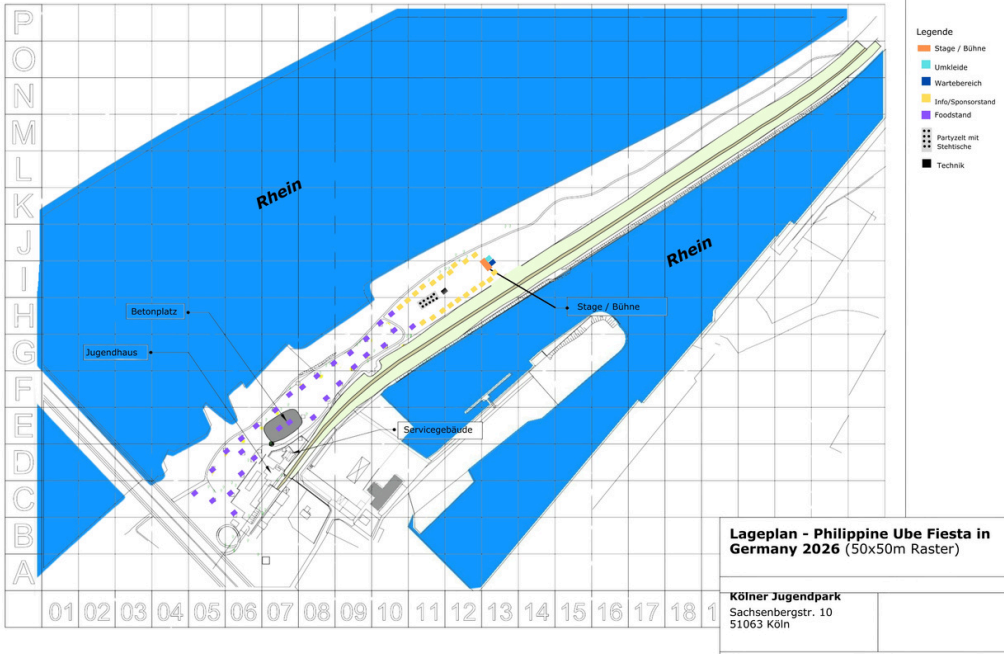 P
O
N
M
L
K
J
I
H
G
F
E
D
C
B
A
01 02 03 04 05 06 07 08 09 10 11 12 13 14 15 16 17 18
Rhein
Rhein
Betonplatz
Jugendhaus
Servicegebäude
Stage / Bühne
Legende
Stage / Bühne
Umkleide
Wartebereich
Info/Sponsorstand
Foodstand
Partyzelt mit
Stehtische
Technik
Lageplan - Philippine Ube Fiesta in
Germany 2026 (50x50m Raster)
Kölner Jugendpark
Sachsenbergstr. 10
51063 Köln